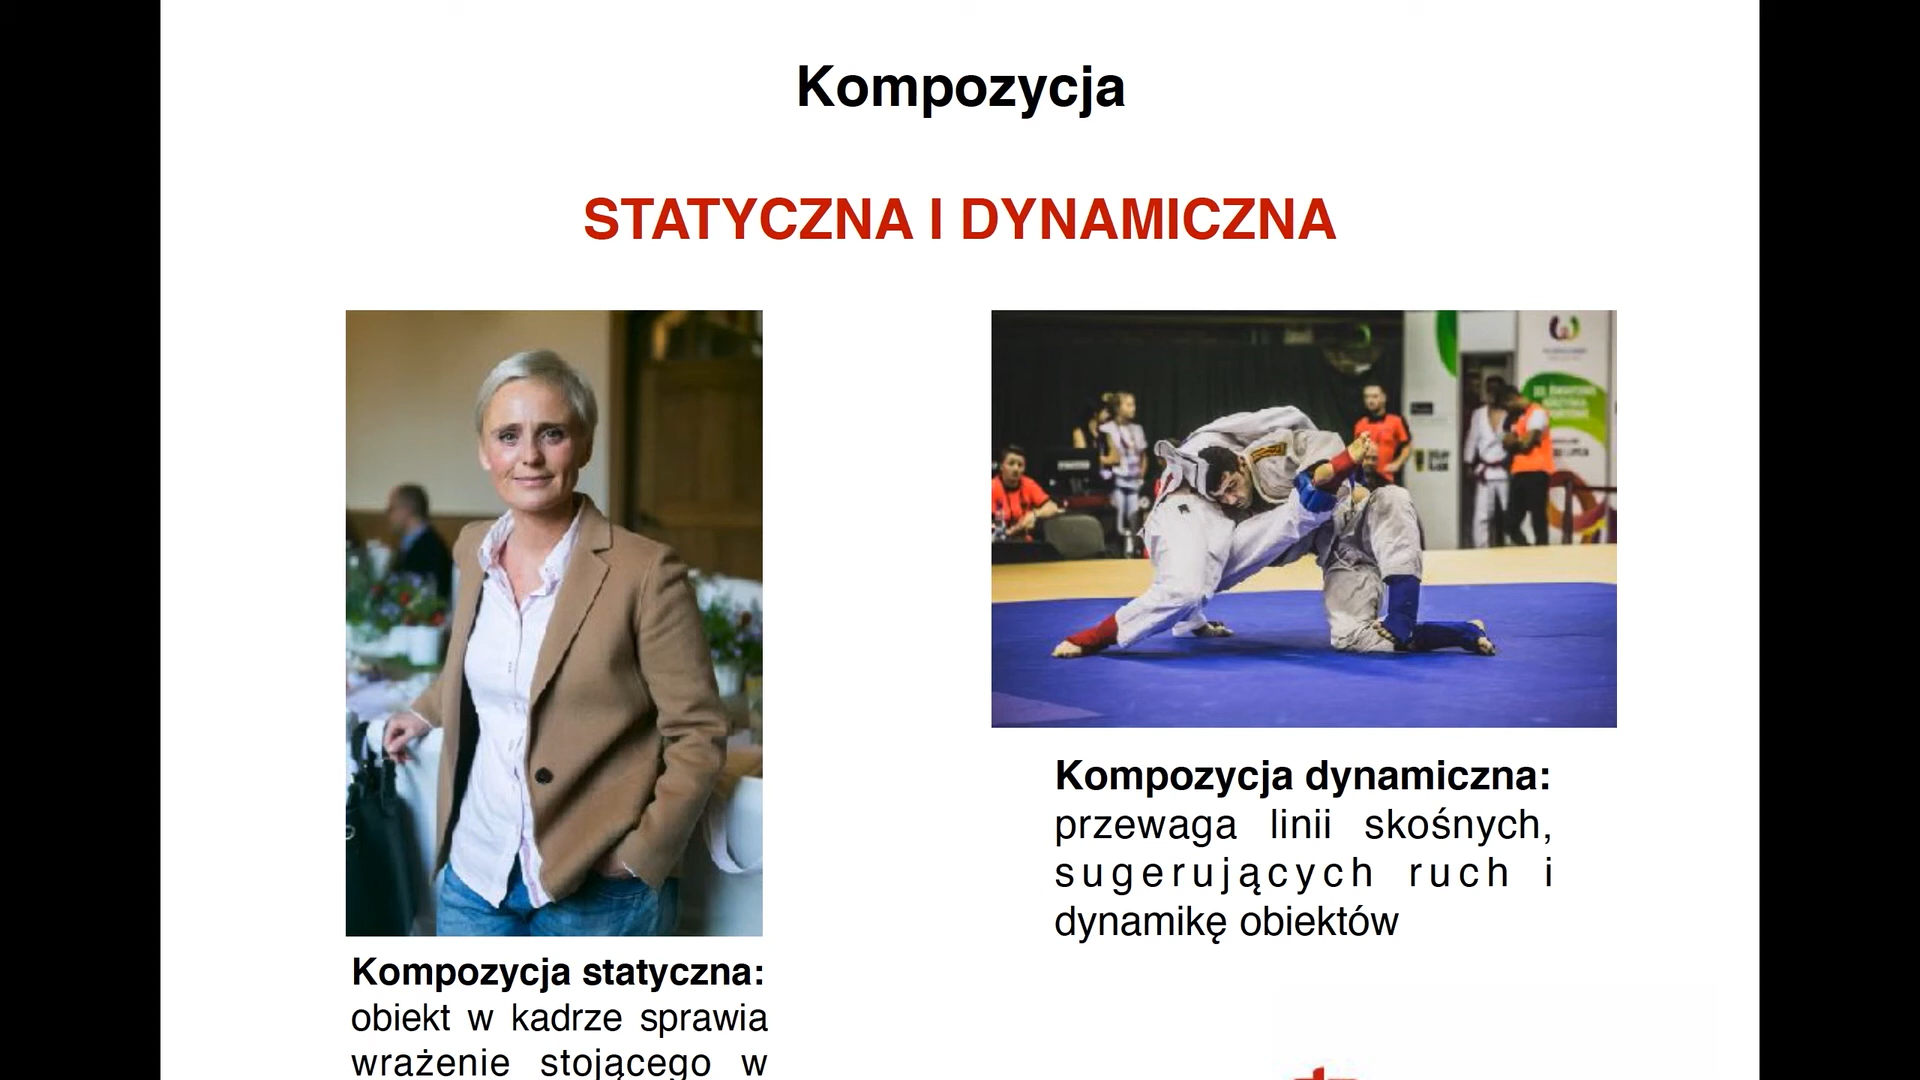 Kompozycja
STATYCZNA I DYNAMICZNA
Kompozycja dynamiczna:
przewaga linii skośnych,
sugerujących ruch i
dynamikę obiektów
Kompozycja statyczna:
obiekt w kadrze sprawia
wrażenie stojącego w